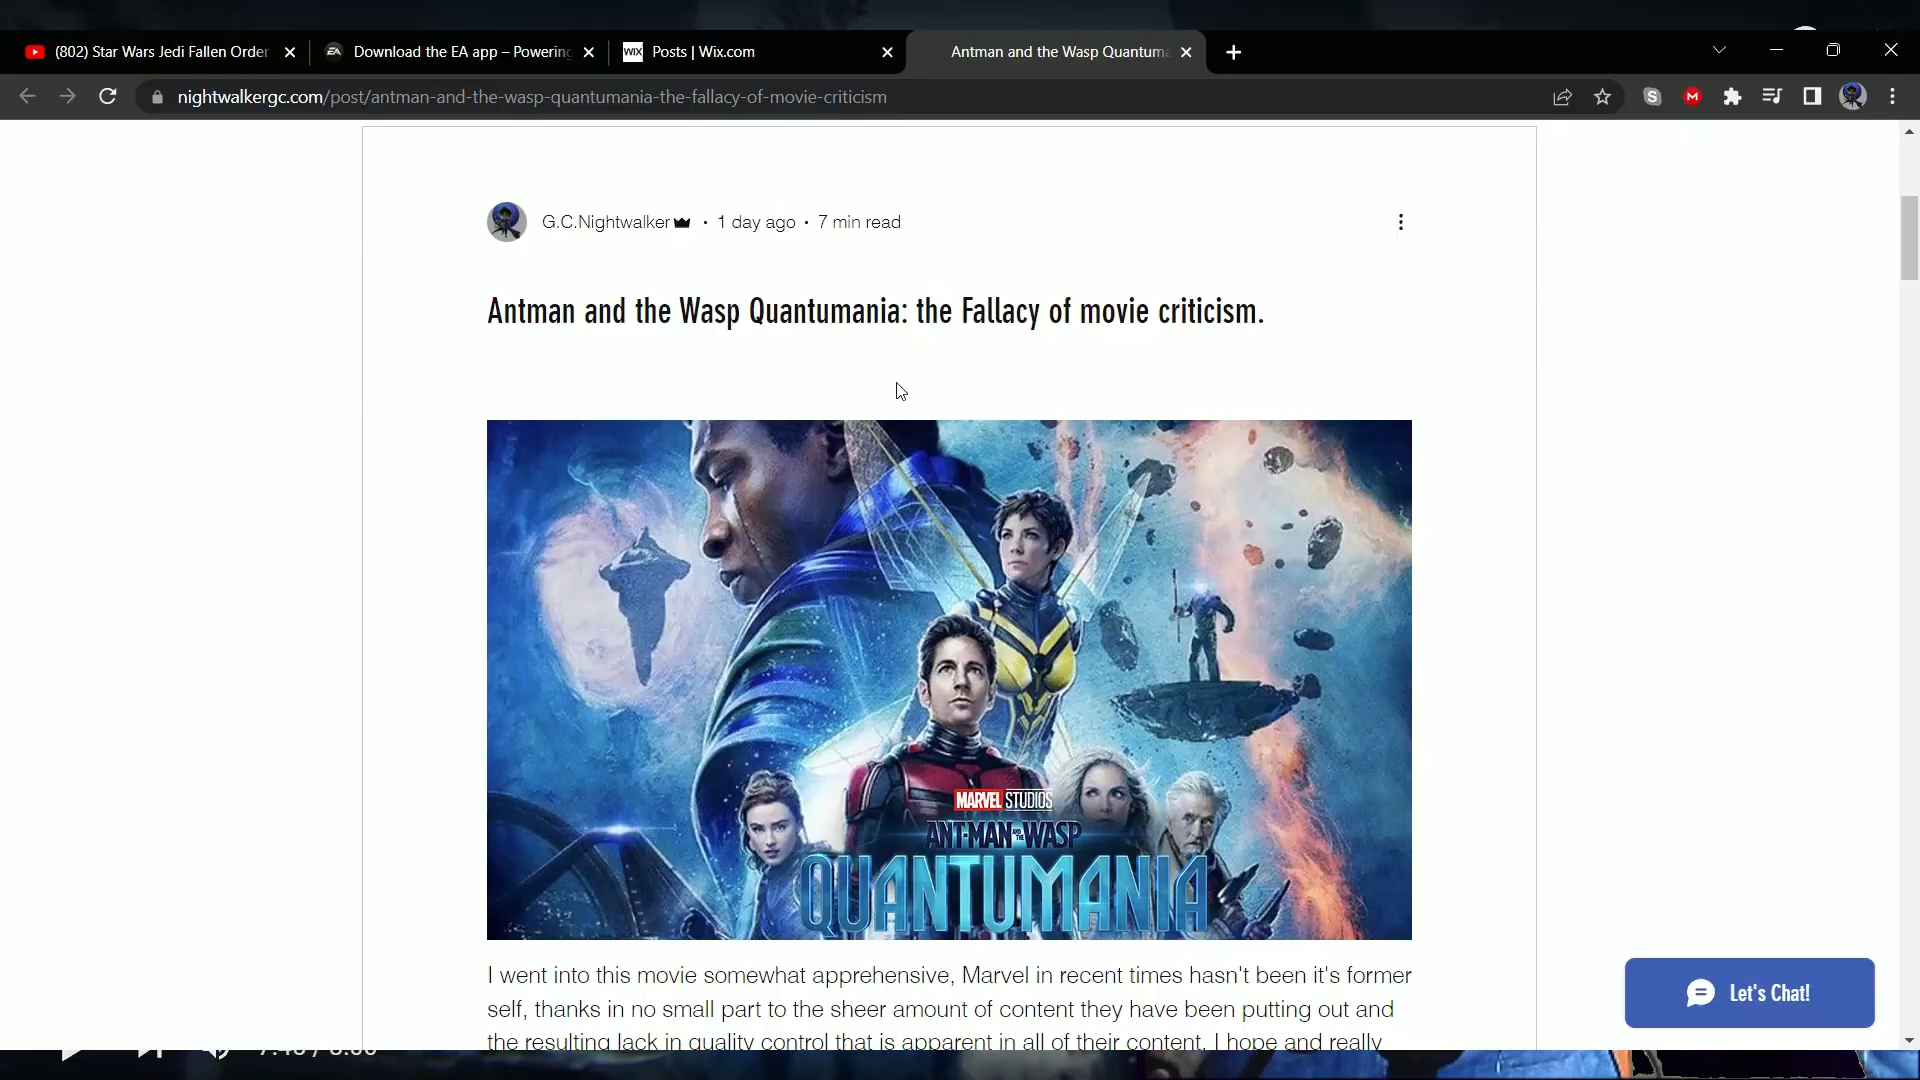 (802) Star Wars Jedi Fallen Order
EA Download the EA app – Powering
WIX Posts | Wix.com
Antman and the Wasp Quantuma
nightwalkergc.com/post/antman-and-the-wasp-quantumania-the-fallacy-of-movie-criticism
G.C.Nightwalker · 1 day ago · 7 min read
Antman and the Wasp Quantumania: the Fallacy of movie criticism.
MARVEL STUDIOS
ANT-MAN AND THE WASP
QUANTUMANIA
I went into this movie somewhat apprehensive, Marvel in recent times hasn't been it's former
self, thanks in no small part to the sheer amount of content they have been putting out and
the resulting lack in quality control that is apparent in all of their content. I hope and really
Let's Chat!